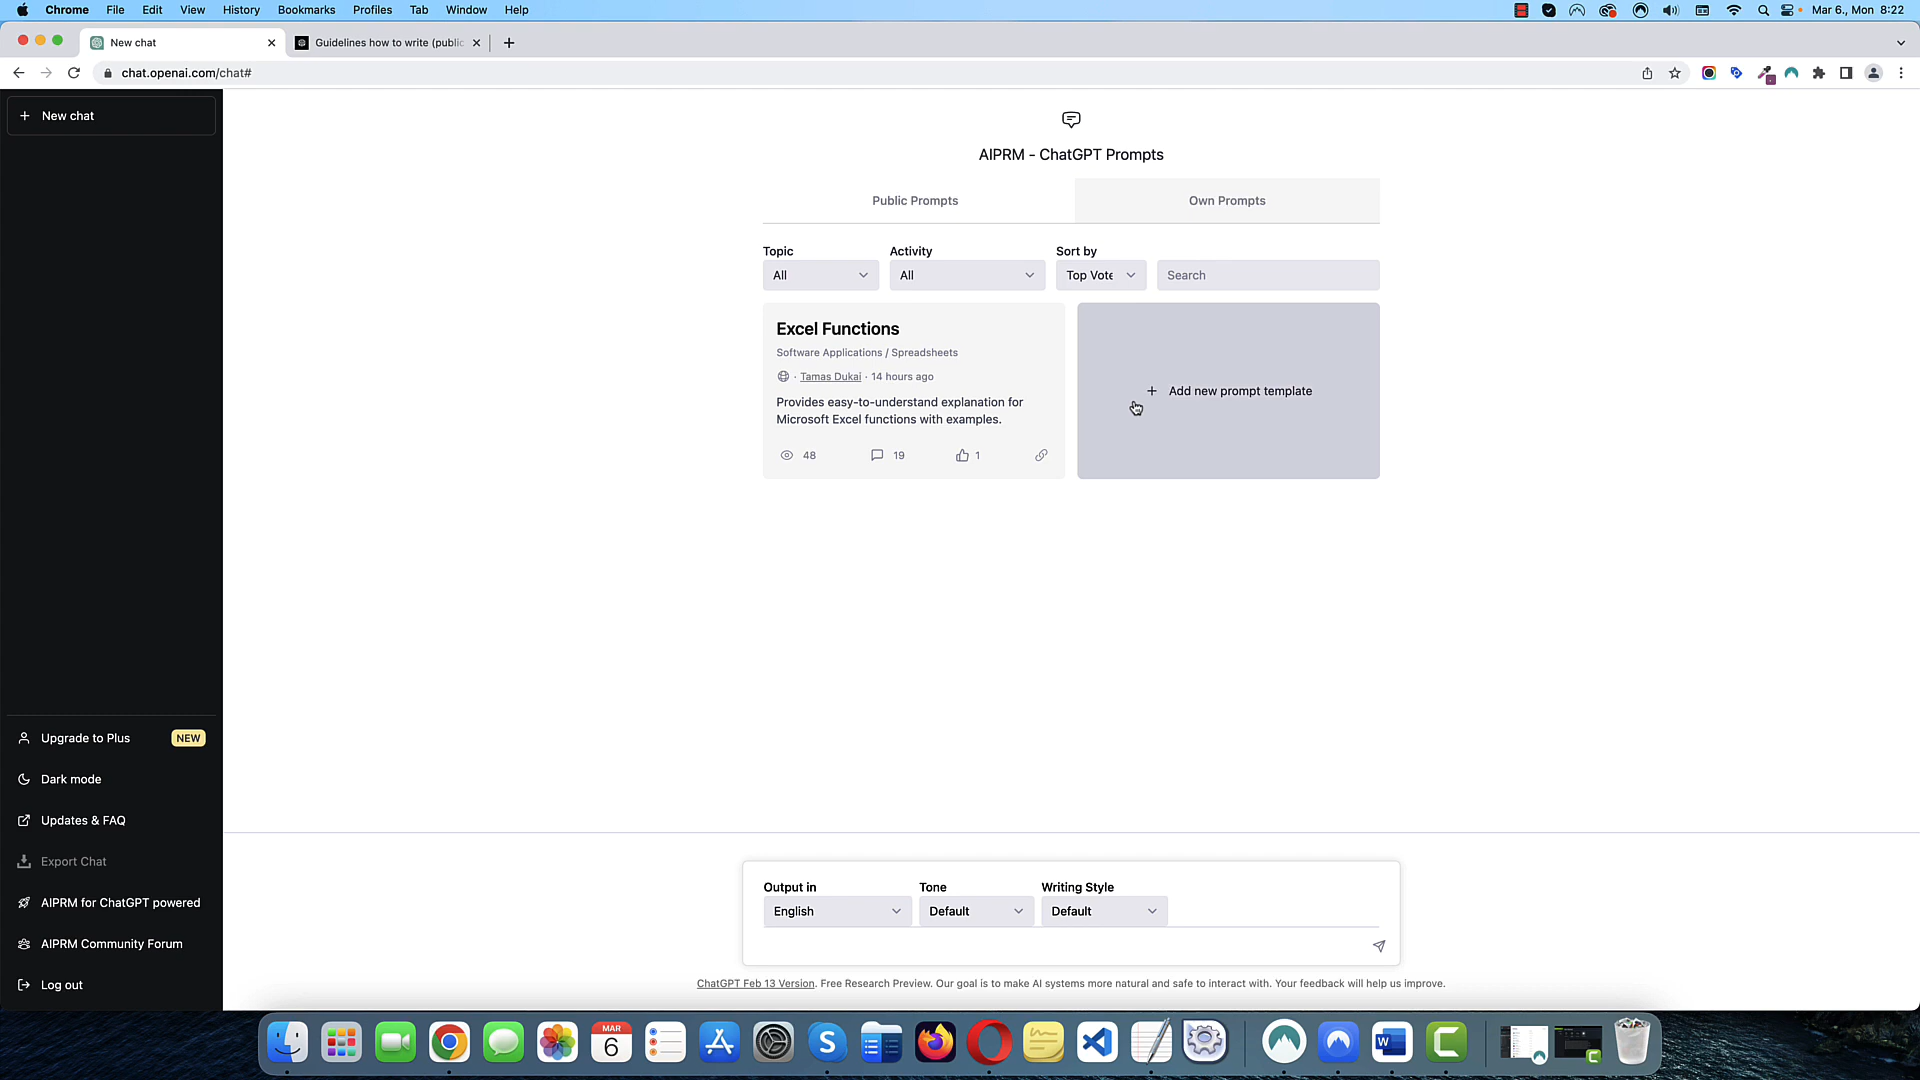 Chrome File Edit View History Bookmarks Profiles Tab Window Help
Mar 6., Mon 8:22
New chat
Guidelines how to write (public
chat.openai.com/chat#
New chat
AIPRM - ChatGPT Prompts
Public Prompts
Own Prompts
Topic
Activity
Sort by
All
All
Top Vote
Search
Excel Functions
Software Applications / Spreadsheets
· Tamas Dukai · 14 hours ago
Provides easy-to-understand explanation for
Microsoft Excel functions with examples.
48
19
1
+ Add new prompt template
Upgrade to Plus
NEW
Dark mode
Updates & FAQ
Export Chat
AIPRM for ChatGPT powered
AIPRM Community Forum
Log out
Output in
Tone
Writing Style
English
Default
Default
ChatGPT Feb 13 Version. Free Research Preview. Our goal is to make AI systems more natural and safe to interact with. Your feedback will help us improve.
MAR
6
S
W
C